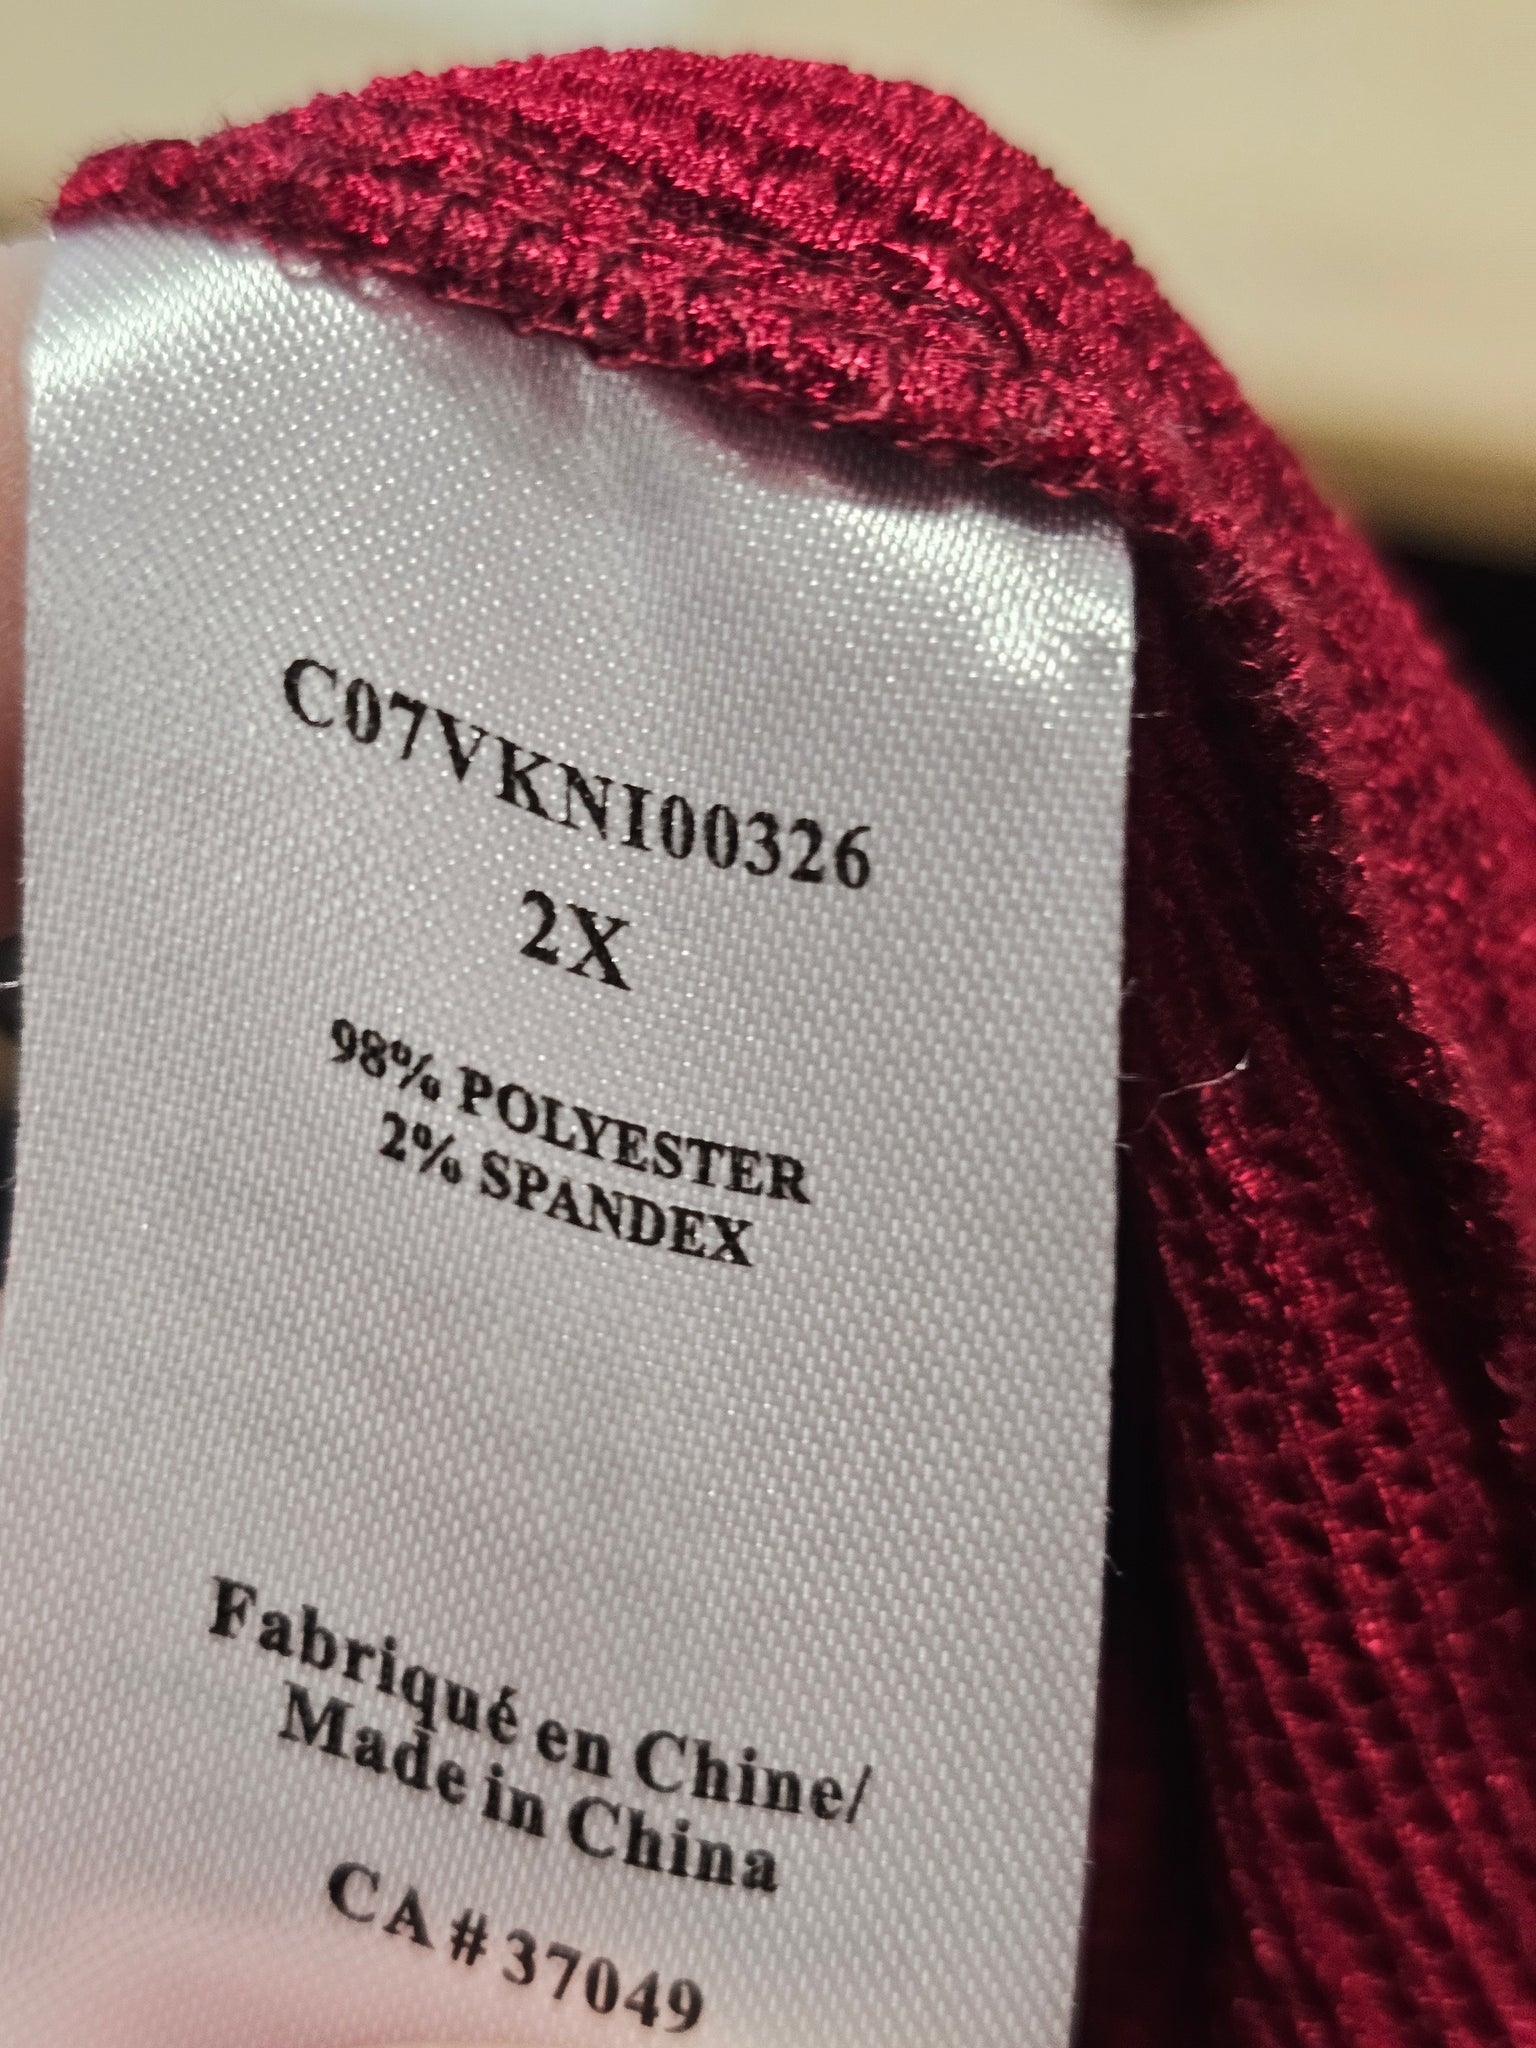 C07VKNI00326
2X
98% POLYESTER
2% SPANDEX
Fabriqué en Chine/
Made in China
CA # 37049